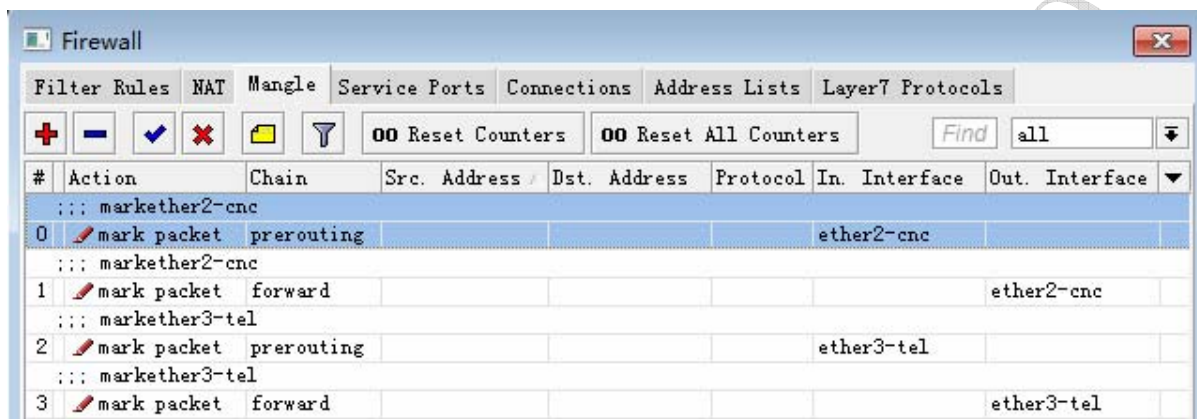 Firewall
Filter Rules NAT Mangle Service Ports Connections Address Lists Layer7 Protocols
00 Reset Counters 00 Reset All Counters Find all
# Action Chain Src. Address Dst. Address Protocol In. Interface Out. Interface
;;; markether2-cnc
0 mark packet prerouting ether2-cnc
;;; markether2-cnc
1 mark packet forward ether2-cnc
;;; markether3-tel
2 mark packet prerouting ether3-tel
;;; markether3-tel
3 mark packet forward ether3-tel